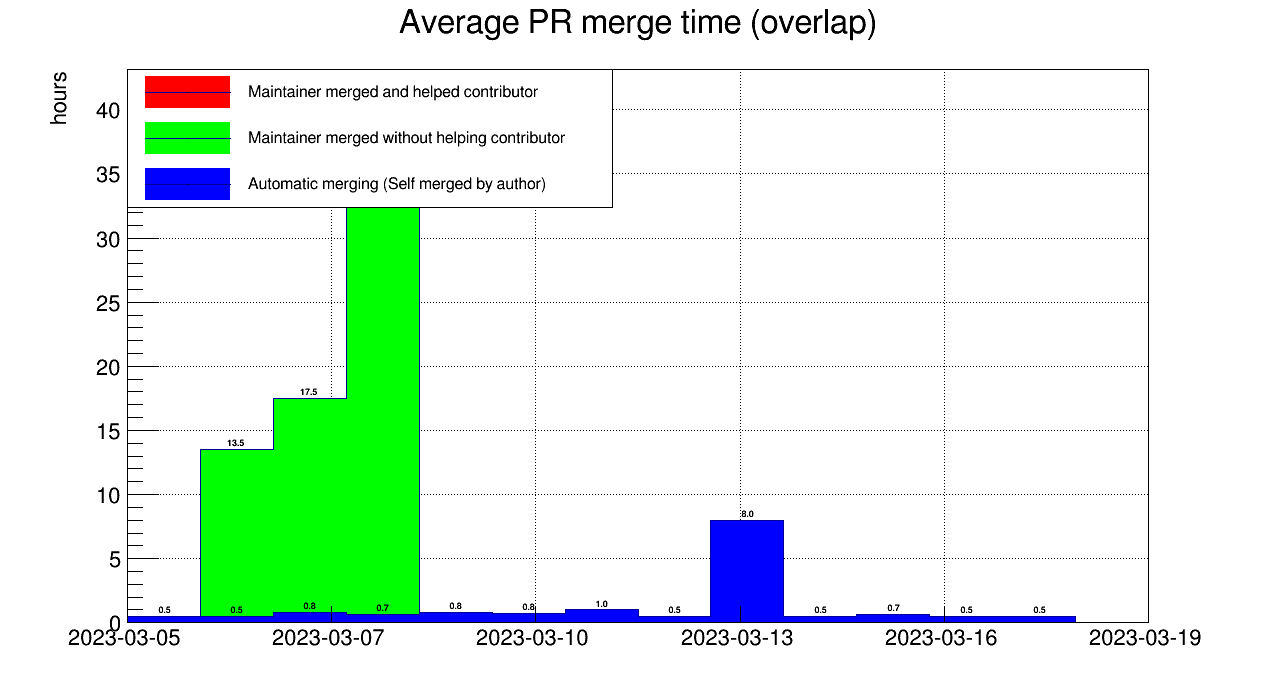 Average PR merge time (overlap)
hours
Maintainer merged and helped contributor
Maintainer merged without helping contributor
Automatic merging (Self merged by author)
40
35
30
25
20
15
10
5
0
17.5
13.5
8.0
0.5 0.5 0.8 0.7 0.8 0.8 1.0 0.5 0.5 0.7 0.5 0.5
2023-03-05 2023-03-07 2023-03-10 2023-03-13 2023-03-16 2023-03-19